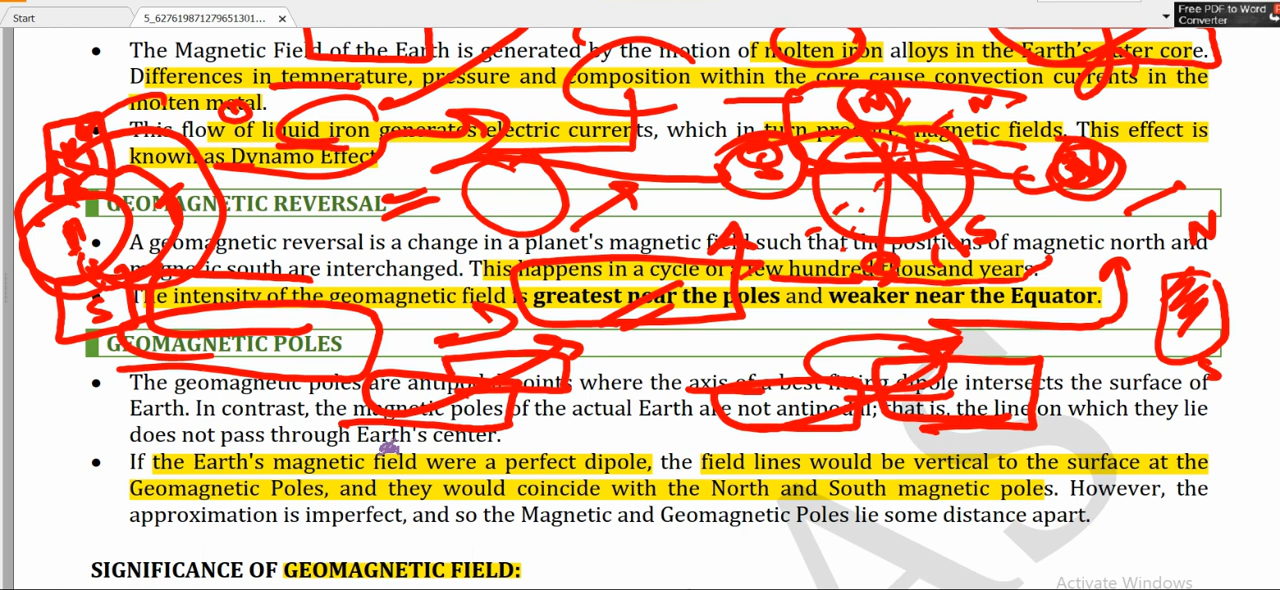 Start
5_627619871279651301...
Free PDF to Word
Converter
• The Magnetic Field of the Earth is generated by the motion of molten iron alloys in the Earth's outer core.
Differences in temperature, pressure and composition within the core cause convection currents in the
molten metal.
• This flow of liquid iron generates electric currents, which in turn produce magnetic fields. This effect is
known as Dynamo Effect
GEOMAGNETIC REVERSAL
• A geomagnetic reversal is a change in a planet's magnetic field such that the positions of magnetic north and
magnetic south are interchanged. This happens in a cycle of a few hundred thousand years.
• The intensity of the geomagnetic field is greatest near the poles and weaker near the Equator.
N
S
S
N
S
GEOMAGNETIC POLES
• The geomagnetic poles are antipodal points where the axis of a best fitting dipole intersects the surface of
Earth. In contrast, the magnetic poles of the actual Earth are not antipodal; that is, the line on which they lie
does not pass through Earth's center.
• If the Earth's magnetic field were a perfect dipole, the field lines would be vertical to the surface at the
Geomagnetic Poles, and they would coincide with the North and South magnetic poles. However, the
approximation is imperfect, and so the Magnetic and Geomagnetic Poles lie some distance apart.
SIGNIFICANCE OF GEOMAGNETIC FIELD:
Activate Windows